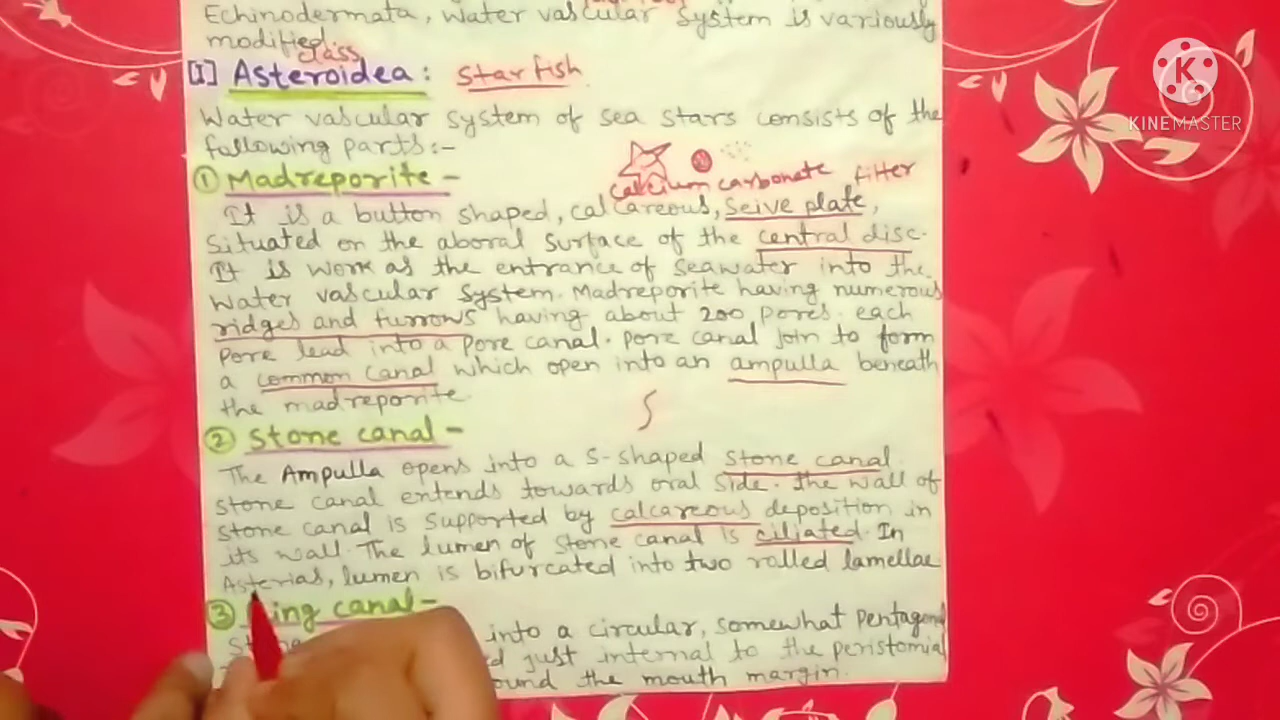 Echinodermata, Water vascular system is variously
modified.
class
[I] Asteroidea: Starfish
Water vascular system of sea stars consists of the
following parts:-
① Madreporite -
calcium carbonate filter
It is a button shaped, calcareous, seive plate,
situated on the aboral surface of the central disc.
It is work as the entrance of seawater into the
water vascular system. Madreporite having numerous
ridges and furrows having about 200 pores. each
pore lead into a pore canal. pore canal join to form
a common canal which open into an ampulla beneath
the madreporite.
② Stone canal -
The Ampulla opens into a S-shaped stone canal.
stone canal extends towards oral side. The wall of
stone canal is supported by calcareous deposition in
its wall. The lumen of stone canal is ciliated. In
Asterias, lumen is bifurcated into two rolled lamellae
③ Ring canal -
into a circular, somewhat Pentagonal
just internal to the peristomial
the mouth margin.
KINEMASTER